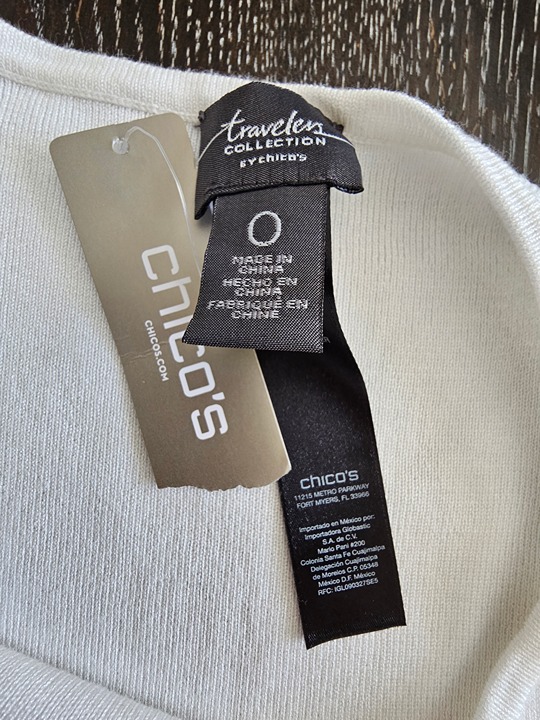 travelers
COLLECTION
BY chico's
O
MADE IN
CHINA
HECHO EN
CHINA
FABRIQUÉ EN
CHINE
chico's
CHICOS.COM
chico's
11215 METRO PARKWAY
FORT MYERS, FL 33966
Importado en México por:
Importadora Globastic
S.A. de C.V.
Mario Pani #200
Colonia Santa Fe Cuajimalpa
Delegación Cuajimalpa
de Morelos C.P. 05348
México D.F. México
RFC: IGL090327SE5